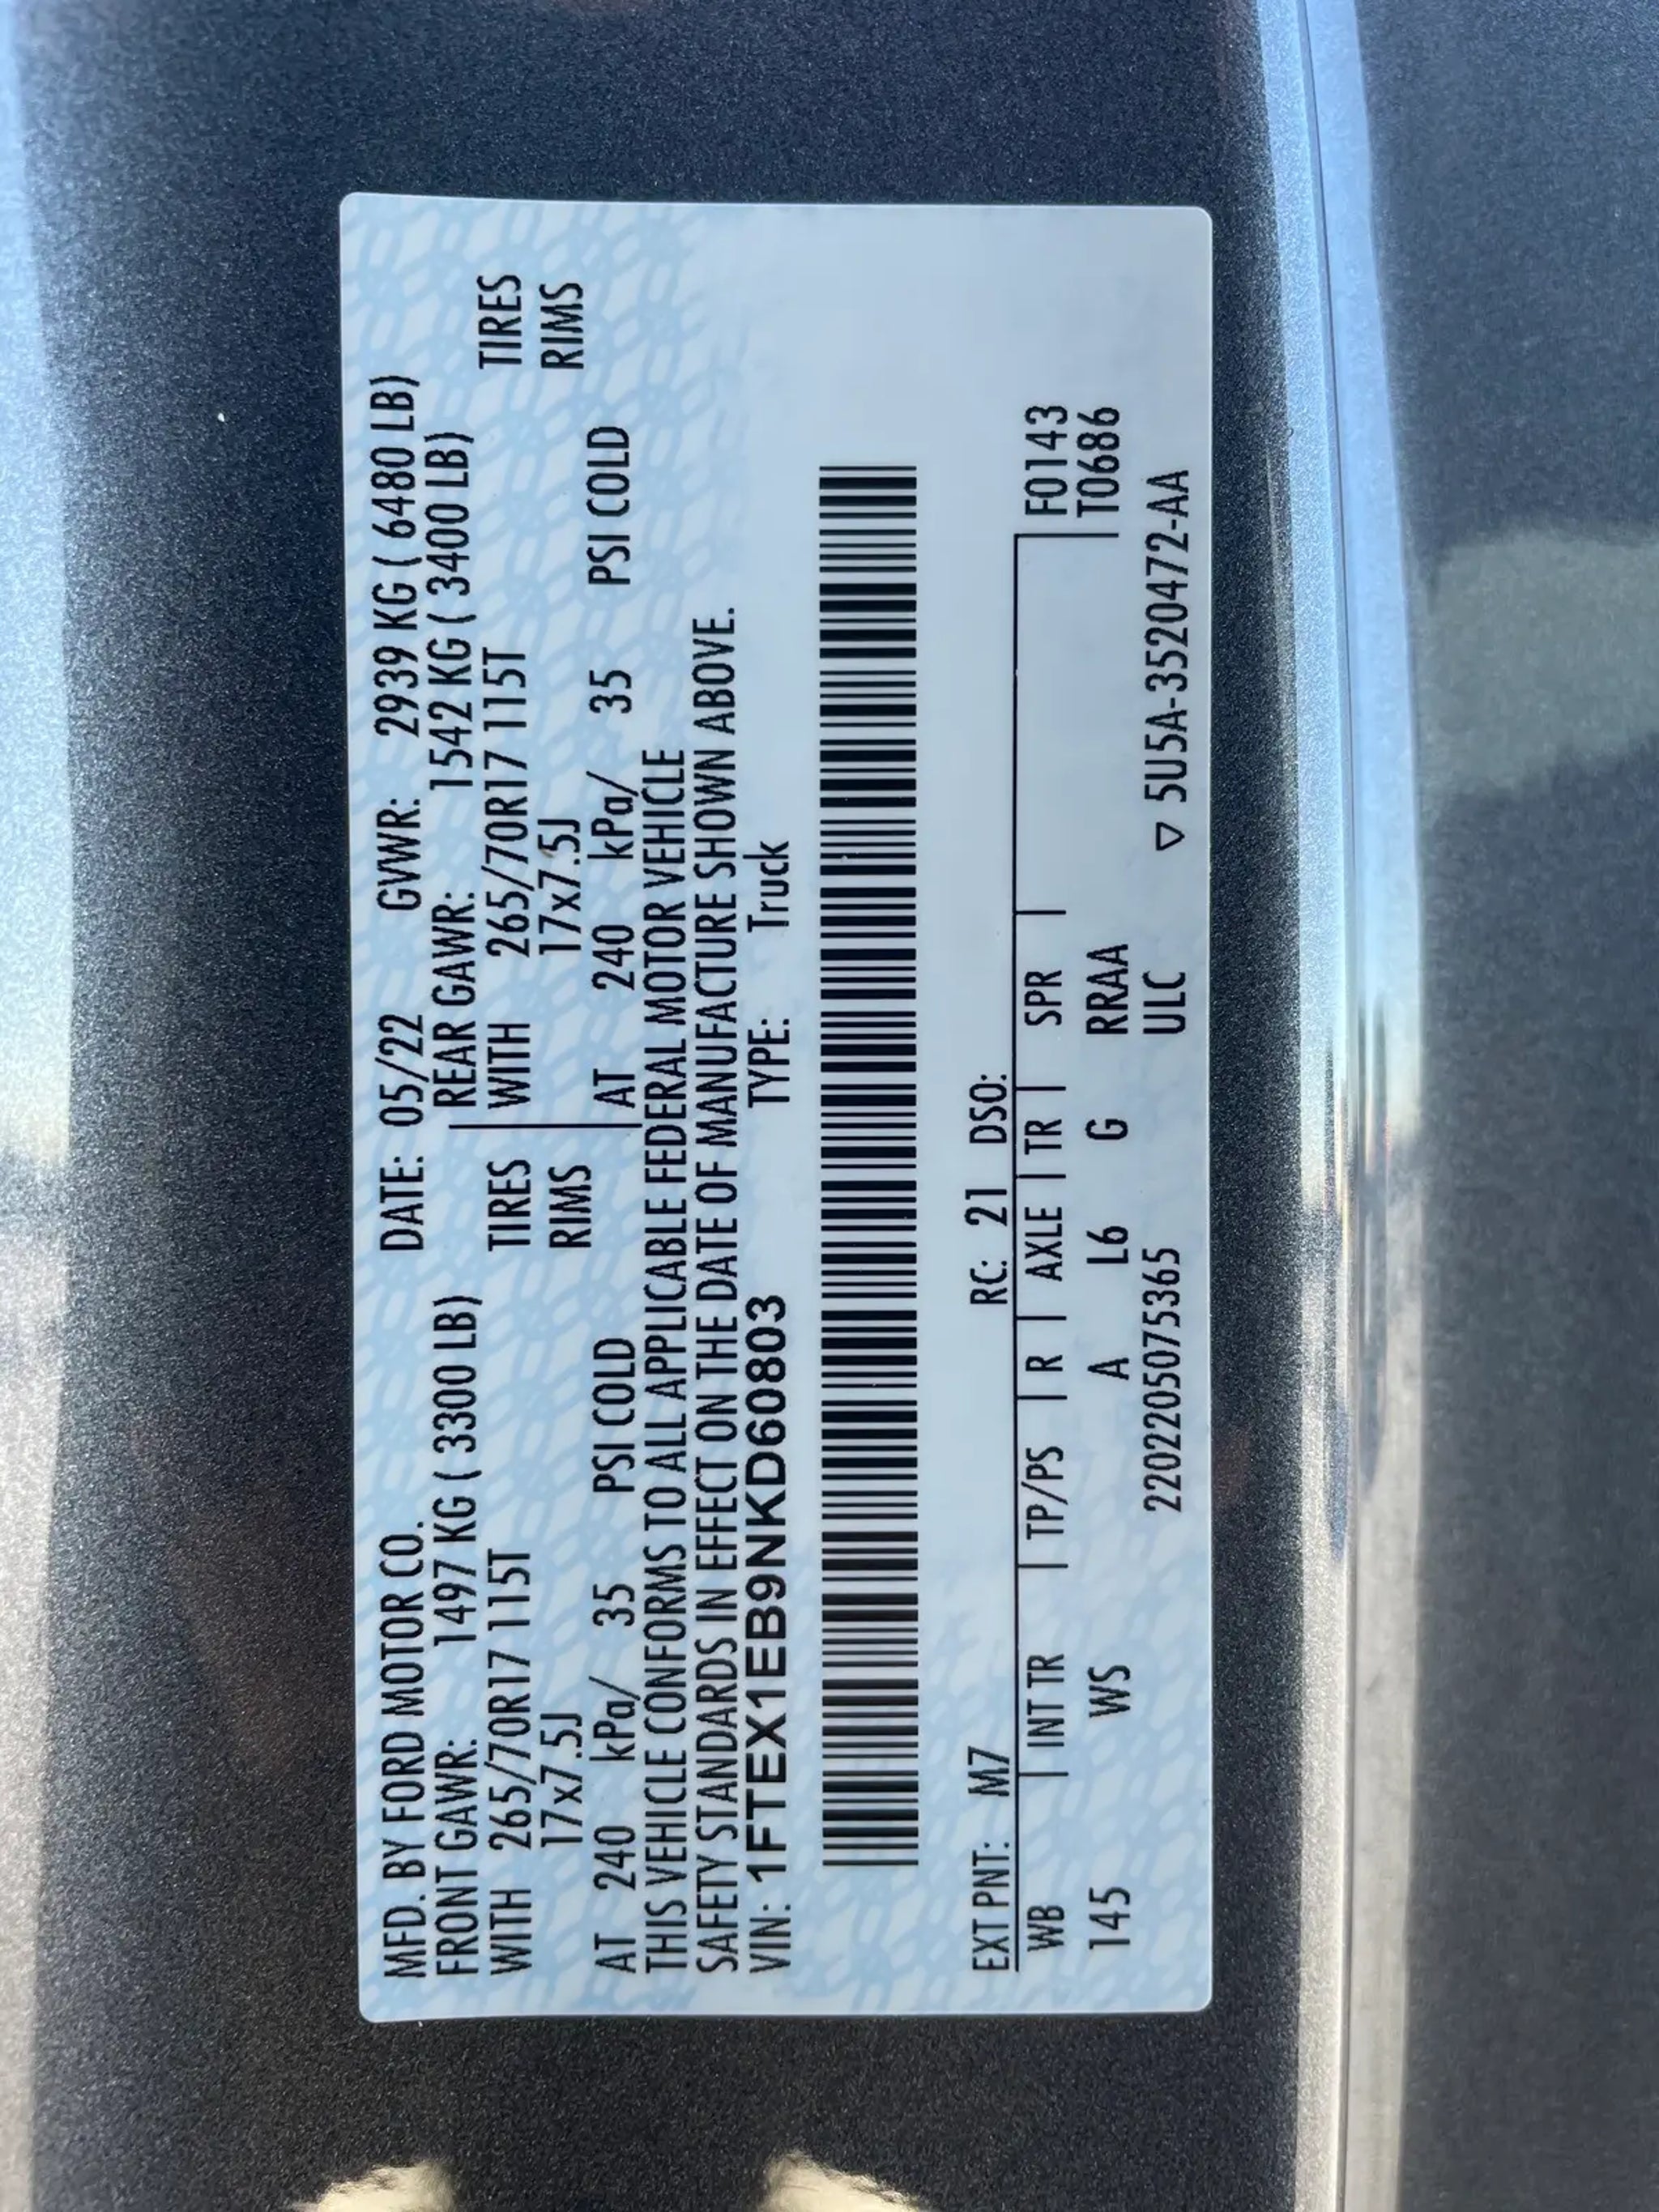 MFD. BY FORD MOTOR CO. DATE: 05/22 GVWR: 2939 KG ( 6480 LB)
FRONT GAWR: 1497 KG ( 3300 LB) REAR GAWR: 1542 KG ( 3400 LB)
WITH 265/70R17 115T TIRES WITH 265/70R17 115T TIRES
17x7.5J RIMS 17x7.5J RIMS
AT 240 kPa/ 35 PSI COLD AT 240 kPa/ 35 PSI COLD
THIS VEHICLE CONFORMS TO ALL APPLICABLE FEDERAL MOTOR VEHICLE
SAFETY STANDARDS IN EFFECT ON THE DATE OF MANUFACTURE SHOWN ABOVE.
VIN: 1FTEX1EB9NKD60803 TYPE: Truck
EXT PNT: M7 RC: 21 DSO:
WB INT TR TP/PS R AXLE TR SPR F0143
145 WS A L6 G RRAA T0686
2202205075365 ULC ▽ 5U5A-3520472-AA